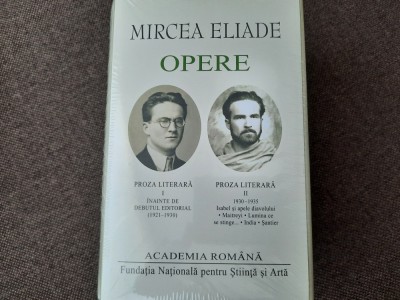 MIRCEA ELIADE
OPERE
PROZA LITERARĂ
I
ÎNAINTE DE
DEBUTUL EDITORIAL
(1921-1930)
PROZA LITERARĂ
II
1930-1935
Isabel și apele diavolului
• Maitreyi • Lumina ce
se stinge... • India • Șantier
ACADEMIA ROMÂNĂ
Fundația Națională pentru Știință și Artă